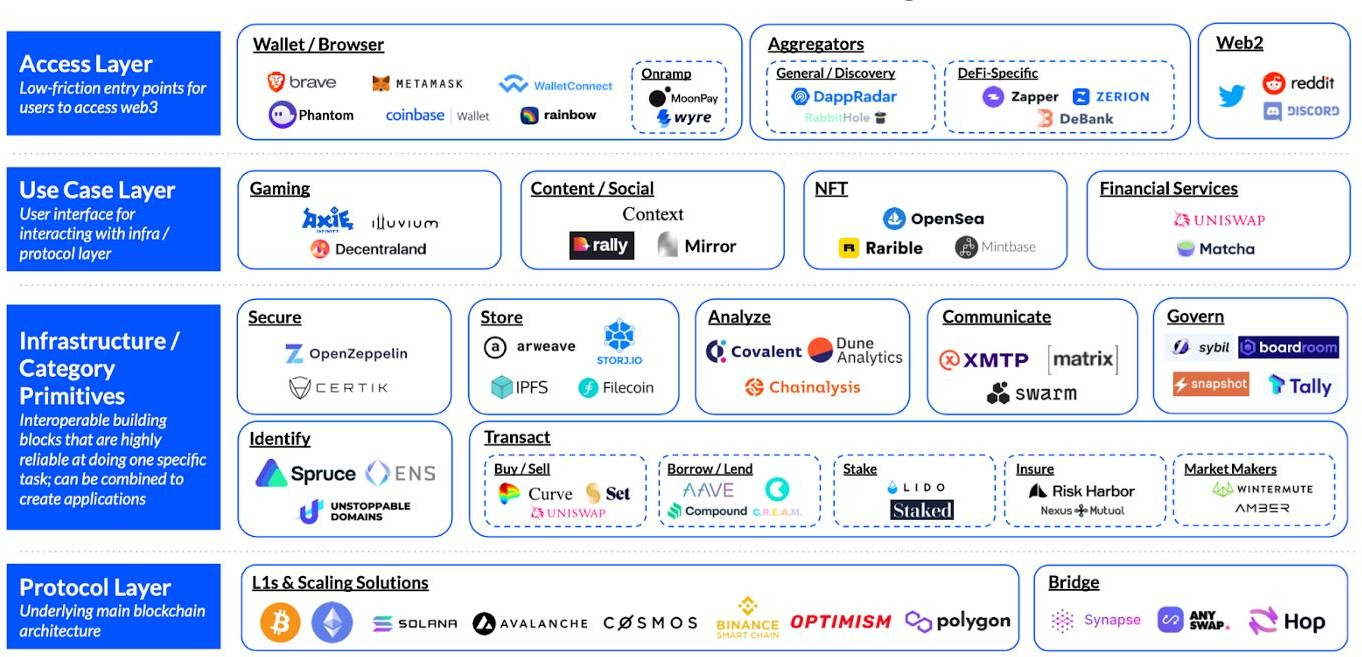 Access Layer
Low-friction entry points for
users to access web3
Wallet / Browser
brave
METAMASK
WalletConnect
Phantom
coinbase | Wallet
rainbow
Onramp
MoonPay
wyre
Aggregators
General / Discovery
DappRadar
RabbitHole
DeFi-Specific
Zapper
ZERION
DeBank
Web2
reddit
DISCORD
Use Case Layer
User interface for
interacting with infra /
protocol layer
Gaming
AXIE
INFINITY
illuvium
Decentraland
Content / Social
Context
rally
Mirror
NFT
OpenSea
Rarible
Mintbase
Financial Services
UNISWAP
Matcha
Infrastructure /
Category
Primitives
Interoperable building
blocks that are highly
reliable at doing one specific
task; can be combined to
create applications
Secure
OpenZeppelin
CERTIK
Store
a
arweave
STORJ.IO
IPFS
Filecoin
Analyze
Covalent
Dune
Analytics
Chainalysis
Communicate
XMTP
[matrix]
swarm
Govern
sybil
boardroom
snapshot
Tally
Identify
Spruce
ENS
UNSTOPPABLE
DOMAINS
Transact
Buy / Sell
Curve
Set
UNISWAP
Borrow / Lend
AAVE
Compound
C.R.E.A.M.
Stake
LIDO
Staked
Insure
Risk Harbor
Nexus Mutual
Market Makers
WINTERMUTE
AMBER
Protocol Layer
Underlying main blockchain
architecture
L1s & Scaling Solutions
SOLANA
AVALANCHE
COSMOS
BINANCE
SMART CHAIN
OPTIMISM
polygon
Bridge
Synapse
ANY
SWAP.
Hop